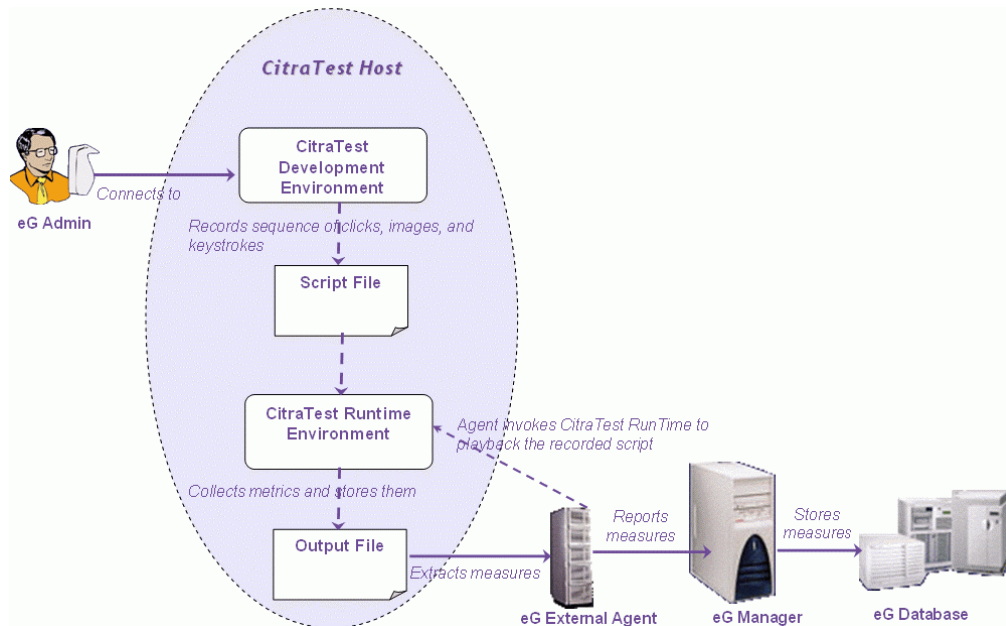 CitraTest Host
CitraTest
Development
Environment
Connects to
eG Admin
Records sequence of clicks, images, and
keystrokes
Script File
CitraTest Runtime
Environment
Agent invokes CitraTest RunTime to
playback the recorded script
Collects metrics and stores them
Output File
Extracts measures
Reports
measures
Stores
measures
eG External Agent
eG Manager
eG Database